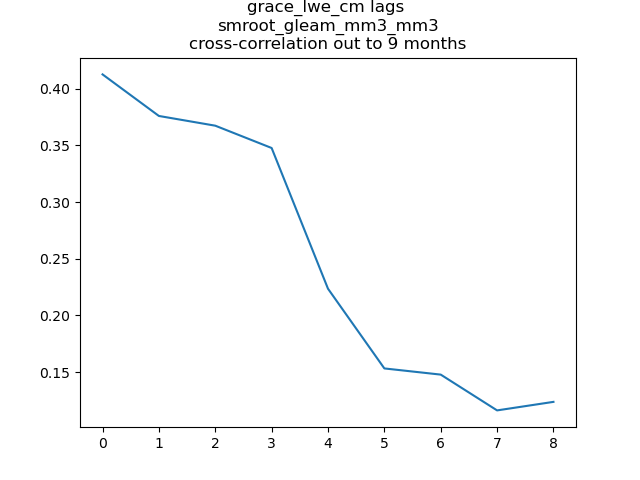 grace_lwe_cm lags
smroot_gleam_mm3_mm3
cross-correlation out to 9 months
0.40
0.35
0.30
0.25
0.20
0.15
0 1 2 3 4 5 6 7 8